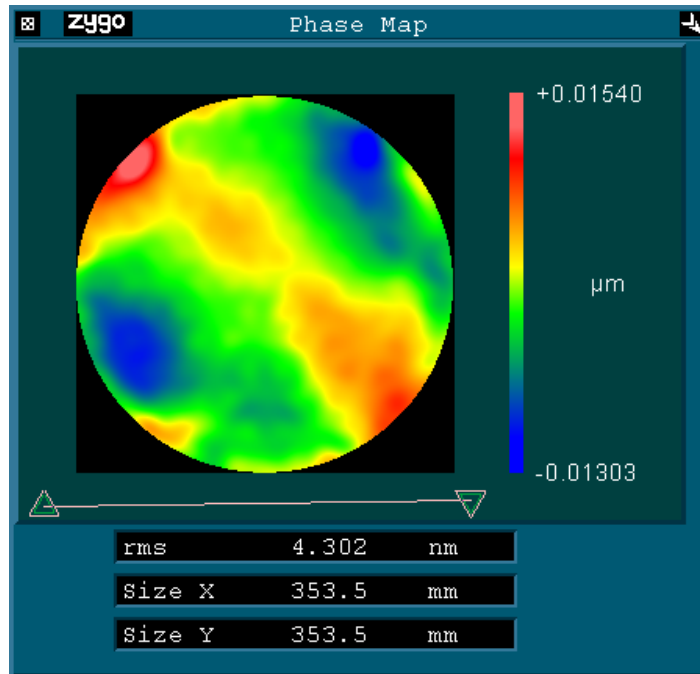 zygo Phase Map
+0.01540
µm
-0.01303
rms 4.302 nm
Size X 353.5 mm
Size Y 353.5 mm